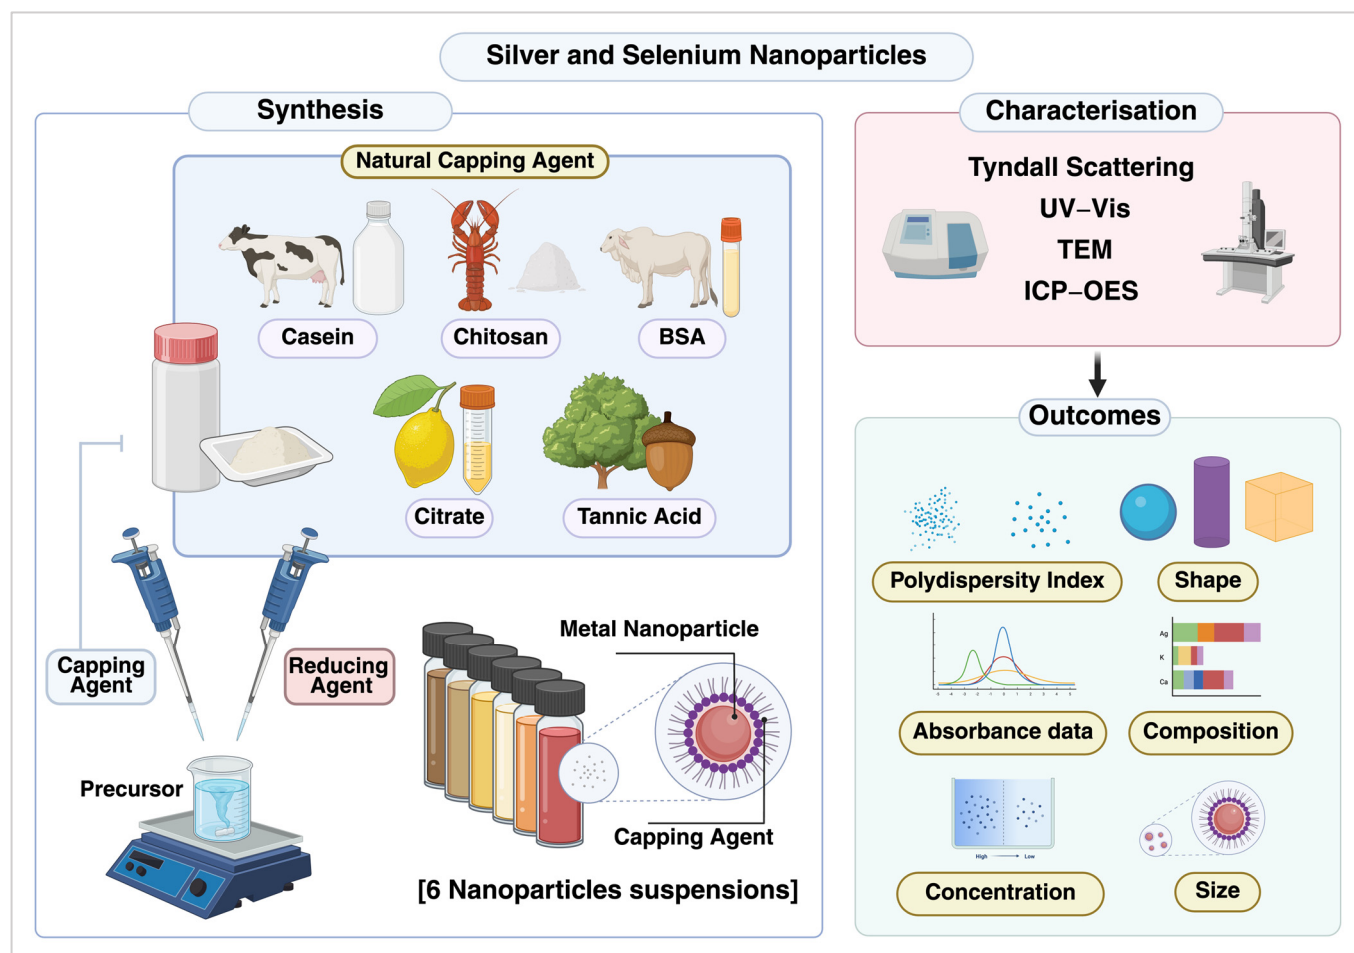 Silver and Selenium Nanoparticles
Synthesis
Natural Capping Agent
Casein
Chitosan
BSA
Citrate
Tannic Acid
Capping
Agent
Reducing
Agent
Precursor
Metal Nanoparticle
Capping Agent
[6 Nanoparticles suspensions]
Characterisation
Tyndall Scattering
UV–Vis
TEM
ICP–OES
Outcomes
Polydispersity Index
Shape
Absorbance data
Ag
K
Ca
Composition
High
Low
Concentration
Size